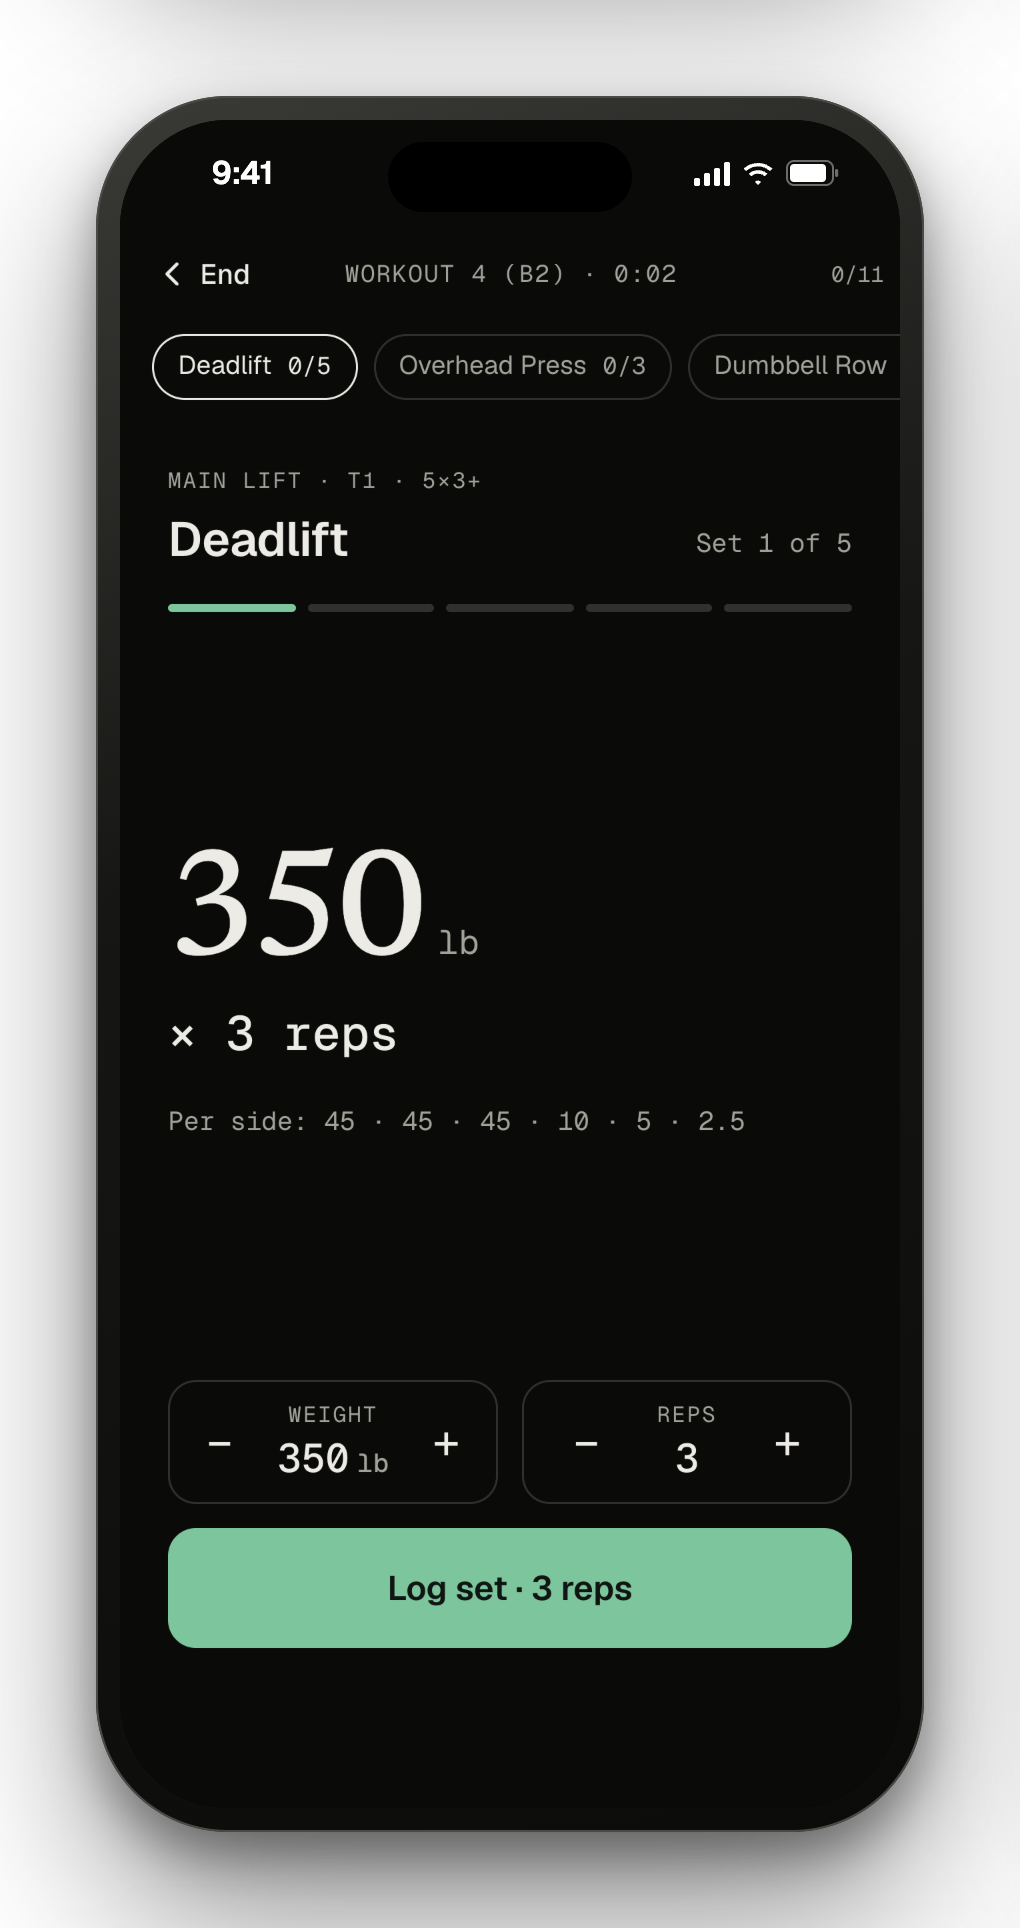 9:41
End
WORKOUT 4 (B2) · 0:02
0/11
Deadlift 0/5
Overhead Press 0/3
Dumbbell Row
MAIN LIFT · T1 · 5×3+
Deadlift
Set 1 of 5
350 lb
× 3 reps
Per side: 45 · 45 · 45 · 10 · 5 · 2.5
WEIGHT
− 350 lb +
REPS
− 3 +
Log set · 3 reps